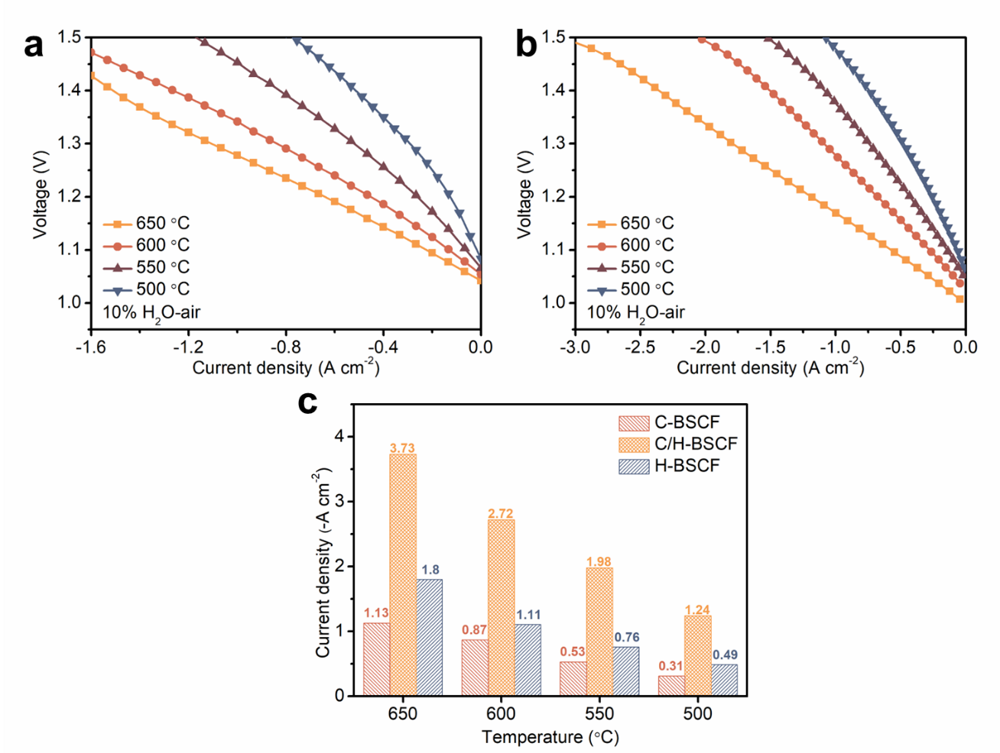 a
1.5
1.4
1.3
1.2
1.1
1.0
Voltage (V)
650 °C
600 °C
550 °C
500 °C
10% H₂O-air
-1.6 -1.2 -0.8 -0.4 0.0
Current density (A cm⁻²)
b
1.5
1.4
1.3
1.2
1.1
1.0
Voltage (V)
650 °C
600 °C
550 °C
500 °C
10% H₂O-air
-3.0 -2.5 -2.0 -1.5 -1.0 -0.5 0.0
Current density (A cm⁻²)
c
C-BSCF
C/H-BSCF
H-BSCF
4
3
2
1
0
Current density (-A cm⁻²)
1.13 3.73 1.8
0.87 2.72 1.11
0.53 1.98 0.76
0.31 1.24 0.49
650 600 550 500
Temperature (°C)